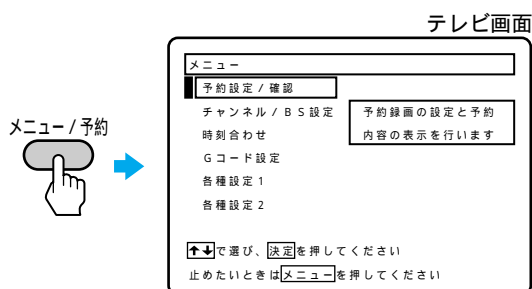 テレビ画面
メニュー
予約設定/確認
チャンネル/BS設定
予約録画の設定と予約
内容の表示を行います
時刻合わせ
Gコード設定
各種設定1
各種設定2
↑↓で選び、決定を押してください
止めたいときはメニューを押してください
メニュー/予約